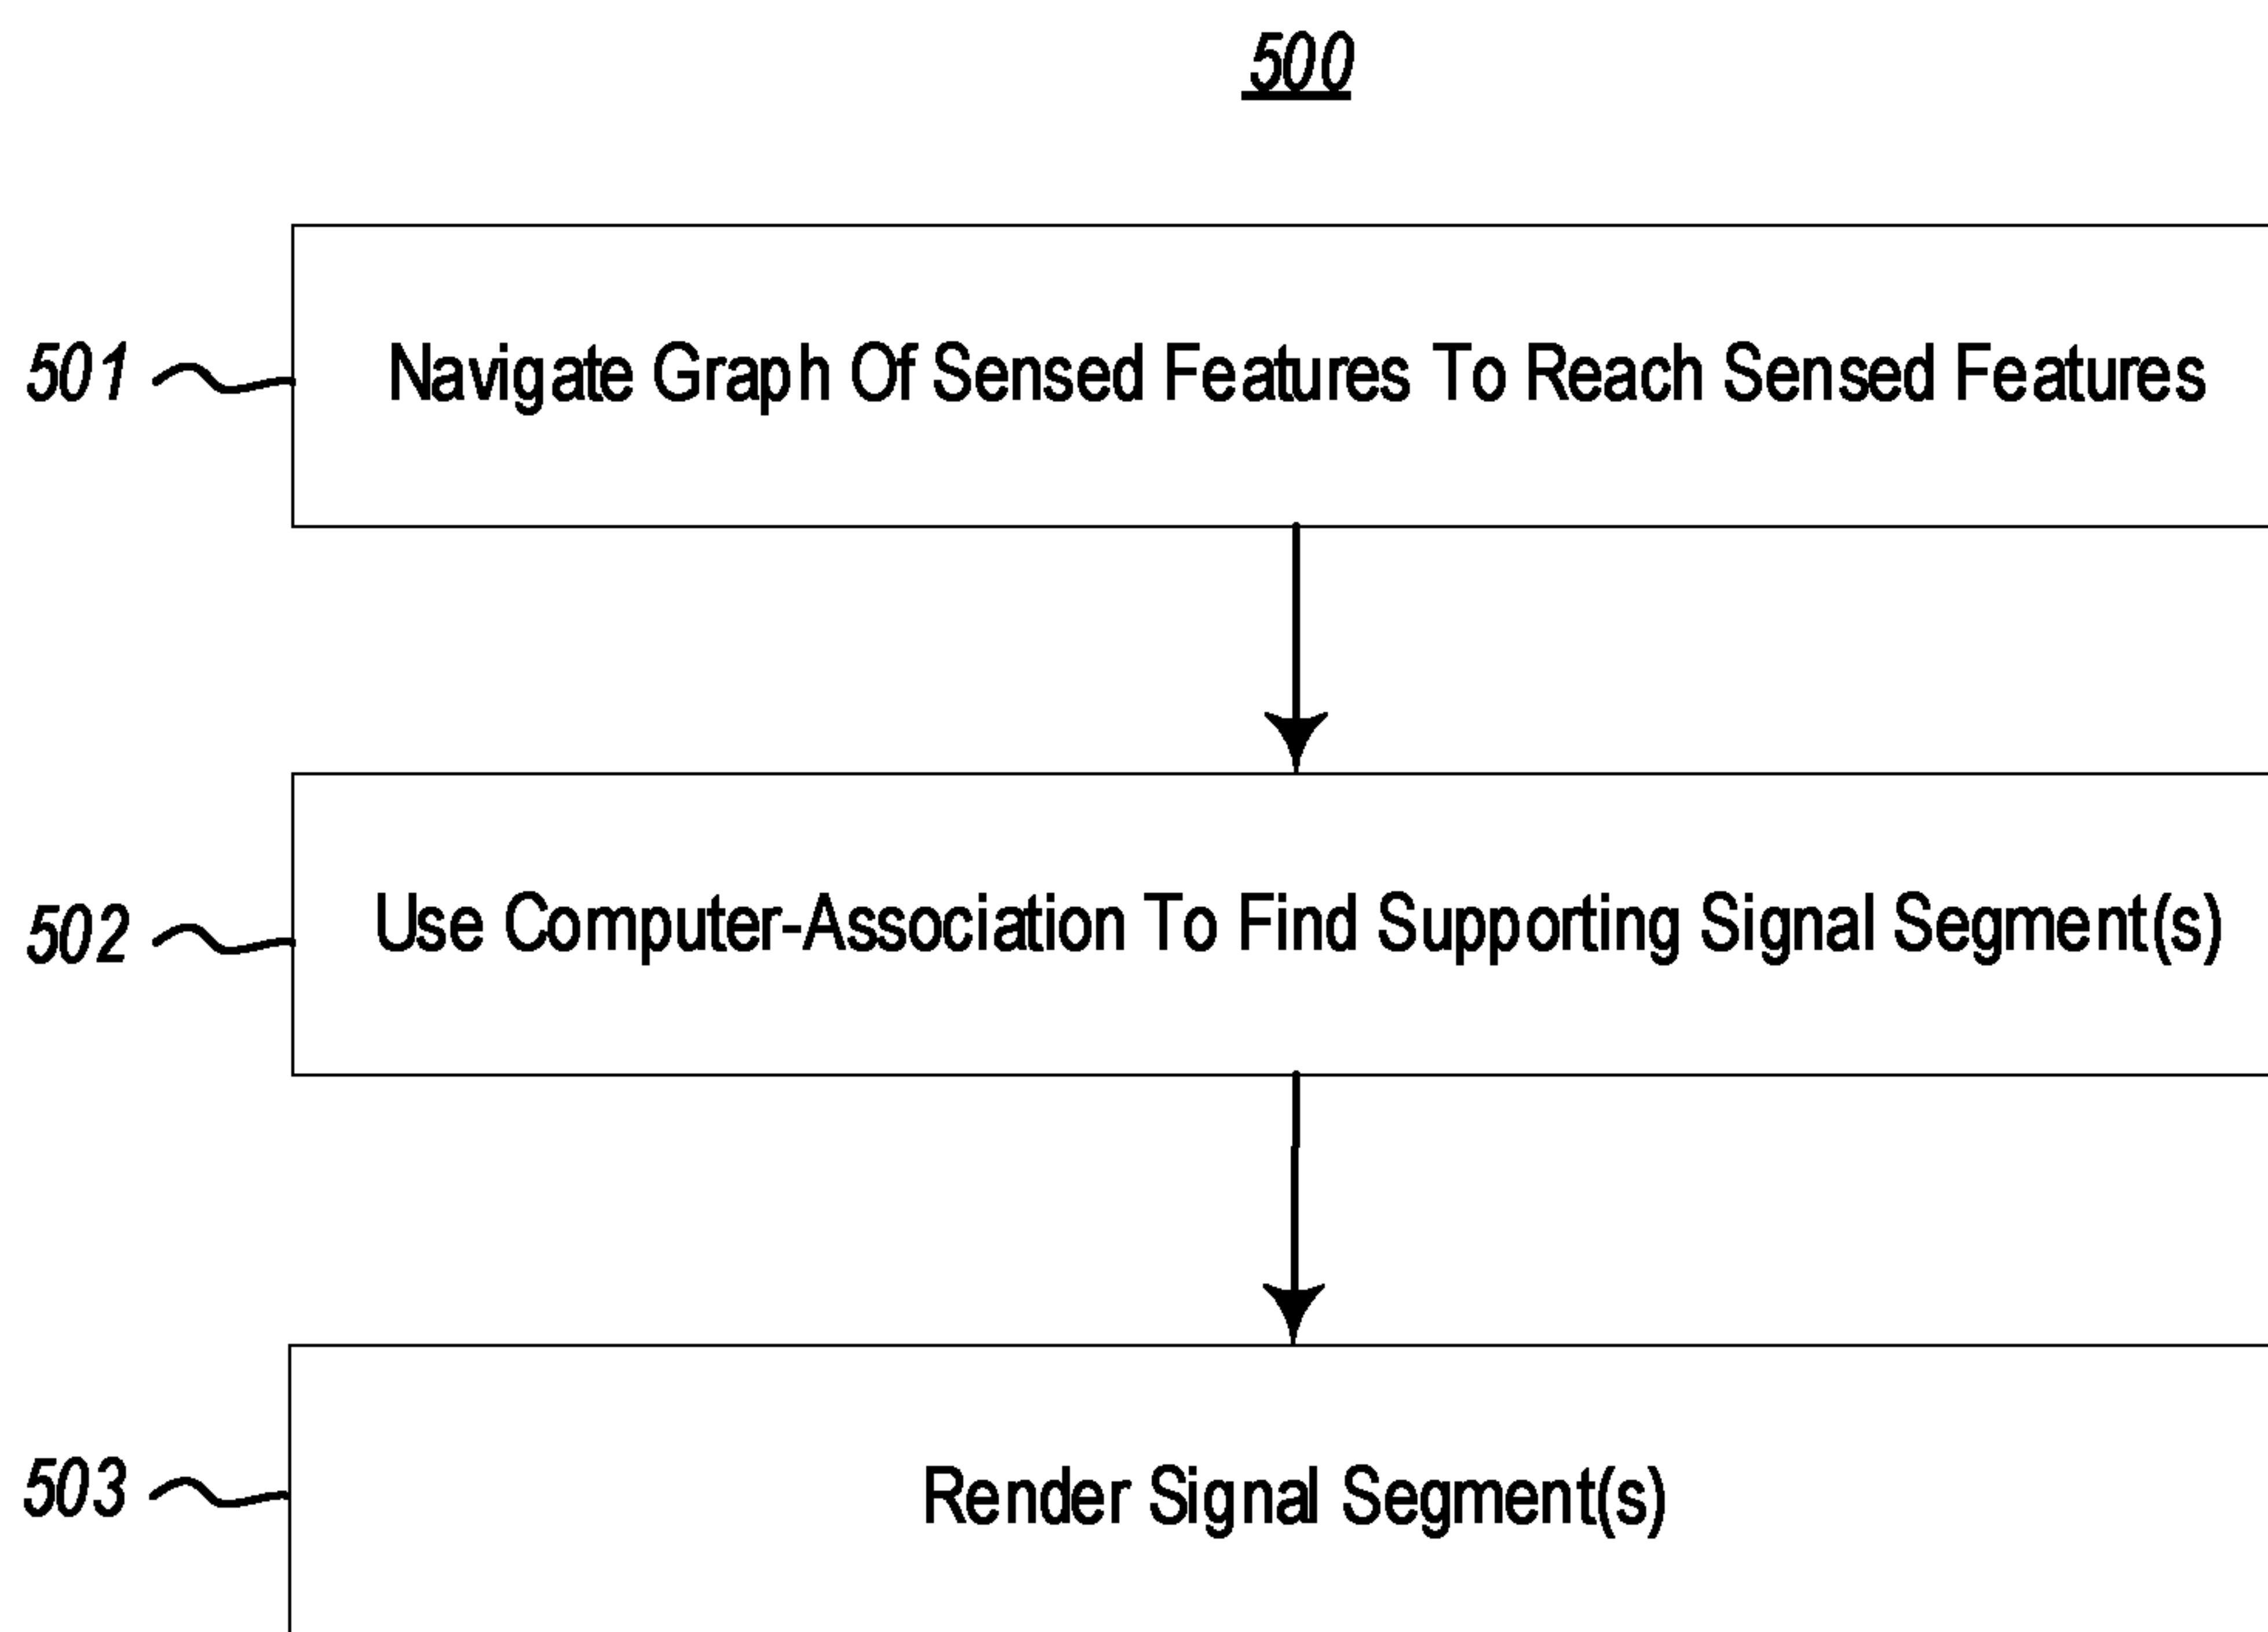 500
501
Navigate Graph Of Sensed Features To Reach Sensed Features
502
Use Computer-Association To Find Supporting Signal Segment(s)
503
Render Signal Segment(s)